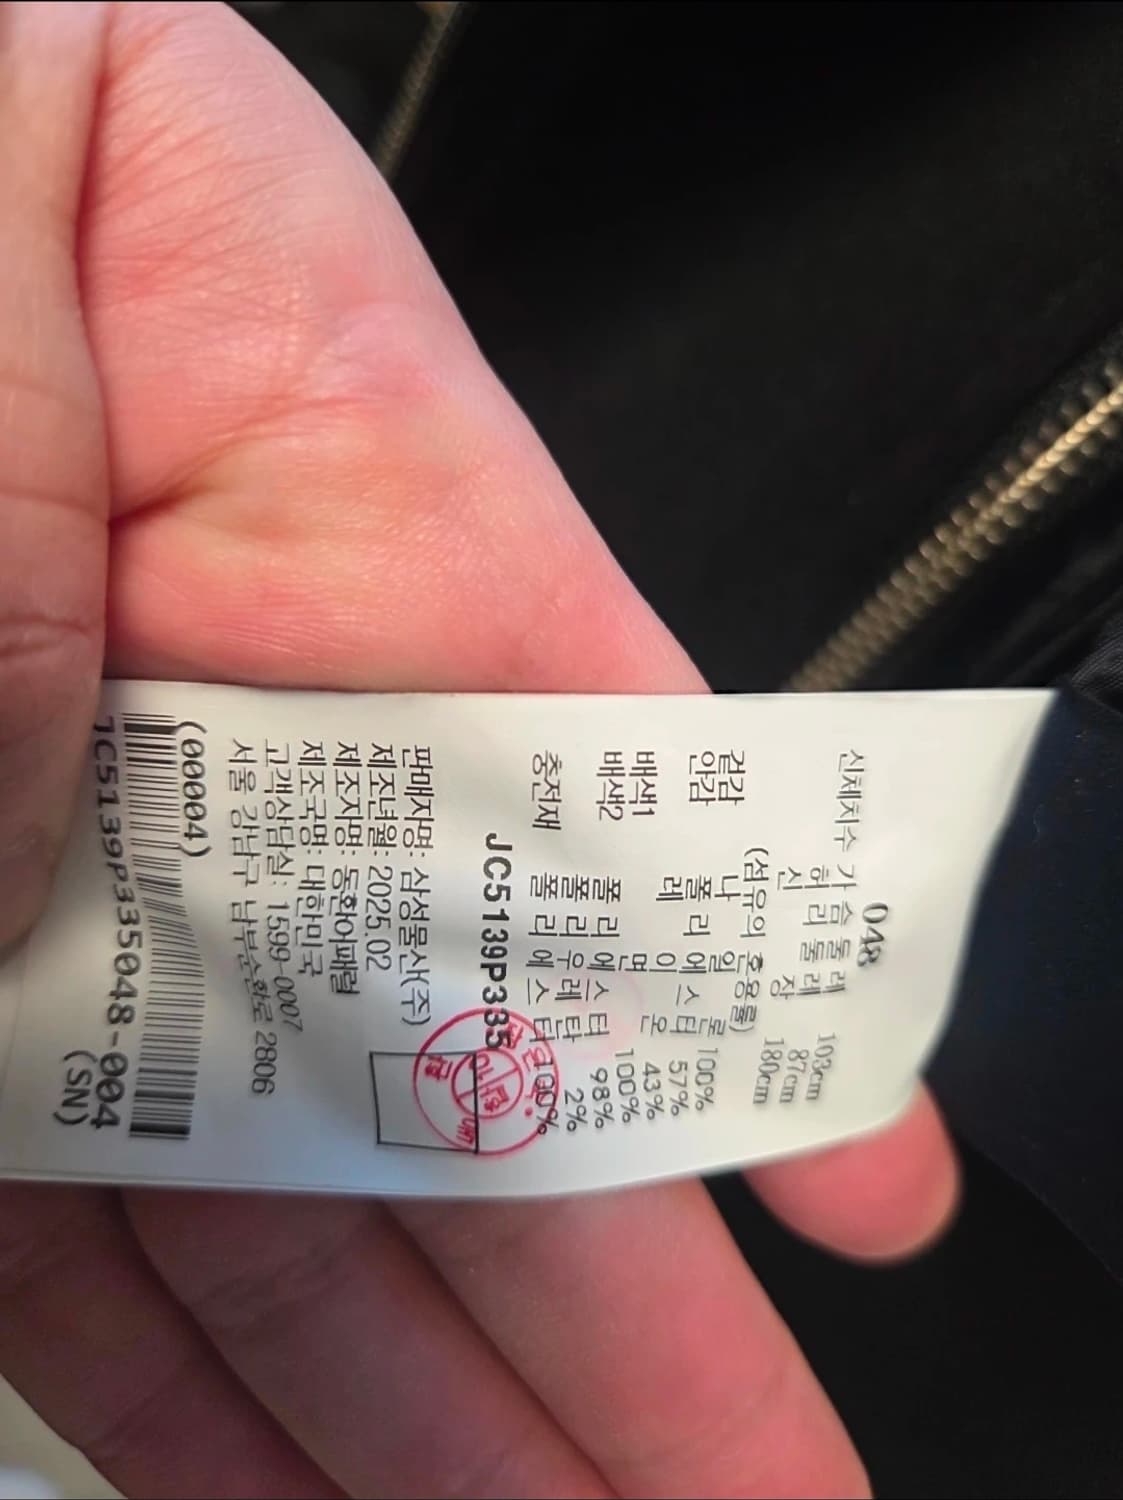 048
신체치수 가슴둘레 103cm
허리둘레 87cm
신 장 180cm
(섬유의 혼용률)
겉감 나 일 론 100%
안감 폴리에스터 57%
레 이 온 43%
배색1 면 100%
배색2 폴리에스터 98%
폴리우레탄 2%
충전재 폴리에스터 100%
JC5139P335
판매자명: 삼성물산(주)
제조년월: 2025.02
제조자명: 동환어패럴
제조국명: 대한민국
고객상담실: 1599-0007
서울 강남구 남부순환로 2806
(00004)
JC5139P335048-004
(SN)